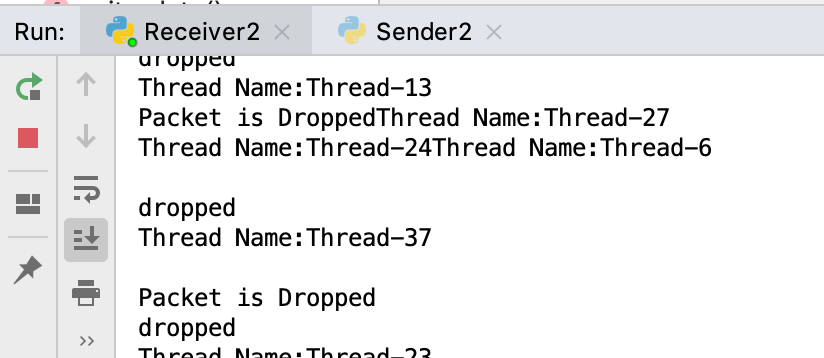 Run: Receiver2 × Sender2 ×
dropped
Thread Name:Thread-13
Packet is DroppedThread Name:Thread-27
Thread Name:Thread-24Thread Name:Thread-6
dropped
Thread Name:Thread-37
Packet is Dropped
dropped
Thread Name:Thread-23